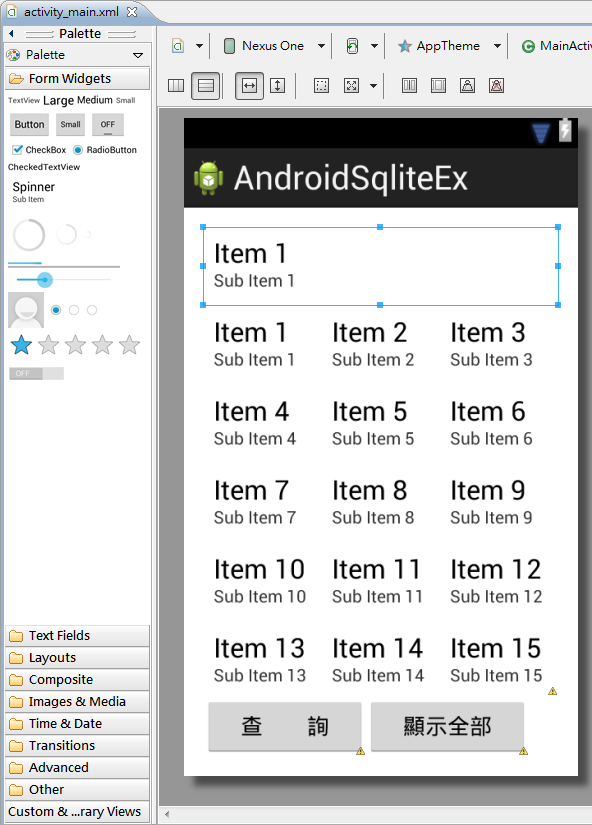 activity_main.xml
Palette
Palette
Form Widgets
TextView Large Medium Small
Button Small OFF
CheckBox RadioButton
CheckedTextView
Spinner
Sub Item
OFF
Text Fields
Layouts
Composite
Images & Media
Time & Date
Transitions
Advanced
Other
Custom & ...rary Views
Nexus One AppTheme MainActiv
AndroidSqliteEx
Item 1
Sub Item 1
Item 1 Item 2 Item 3
Sub Item 1 Sub Item 2 Sub Item 3
Item 4 Item 5 Item 6
Sub Item 4 Sub Item 5 Sub Item 6
Item 7 Item 8 Item 9
Sub Item 7 Sub Item 8 Sub Item 9
Item 10 Item 11 Item 12
Sub Item 10 Sub Item 11 Sub Item 12
Item 13 Item 14 Item 15
Sub Item 13 Sub Item 14 Sub Item 15
查 詢 顯示全部